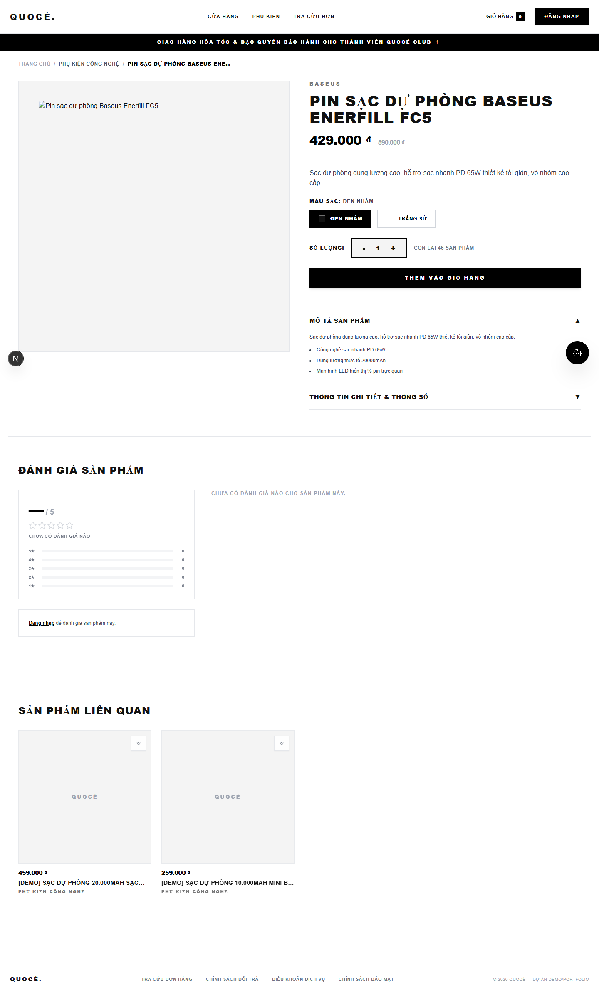 QUOCÉ.
CỬA HÀNG PHỤ KIỆN TRA CỨU ĐƠN
GIỎ HÀNG 0 ĐĂNG NHẬP
GIAO HÀNG HỎA TỐC & ĐẶC QUYỀN BẢO HÀNH CHO THÀNH VIÊN QUOCÉ CLUB ⚡
TRANG CHỦ / PHỤ KIỆN CÔNG NGHỆ / PIN SẠC DỰ PHÒNG BASEUS ENE...
Pin sạc dự phòng Baseus Enerfill FC5
BASEUS
PIN SẠC DỰ PHÒNG BASEUS
ENERFILL FC5
429.000 ₫ 590.000 ₫
Sạc dự phòng dung lượng cao, hỗ trợ sạc nhanh PD 65W thiết kế tối giản, vỏ nhôm cao
cấp.
MÀU SẮC: ĐEN NHÁM
ĐEN NHÁM TRẮNG SỨ
SỐ LƯỢNG: - 1 + CÒN LẠI 46 SẢN PHẨM
THÊM VÀO GIỎ HÀNG
MÔ TẢ SẢN PHẨM ▲
Sạc dự phòng dung lượng cao, hỗ trợ sạc nhanh PD 65W thiết kế tối giản, vỏ nhôm cao cấp.
• Công nghệ sạc nhanh PD 65W
• Dung lượng thực tế 20000mAh
• Màn hình LED hiển thị % pin trực quan
THÔNG TIN CHI TIẾT & THÔNG SỐ ▼
N
ĐÁNH GIÁ SẢN PHẨM
— / 5
CHƯA CÓ ĐÁNH GIÁ NÀO
5★ 0
4★ 0
3★ 0
2★ 0
1★ 0
Đăng nhập để đánh giá sản phẩm này.
CHƯA CÓ ĐÁNH GIÁ NÀO CHO SẢN PHẨM NÀY.
SẢN PHẨM LIÊN QUAN
QUOCÉ
459.000 ₫
[DEMO] SẠC DỰ PHÒNG 20.000MAH SẠC...
PHỤ KIỆN CÔNG NGHỆ
QUOCÉ
259.000 ₫
[DEMO] SẠC DỰ PHÒNG 10.000MAH MINI B...
PHỤ KIỆN CÔNG NGHỆ
QUOCÉ.
TRA CỨU ĐƠN HÀNG CHÍNH SÁCH ĐỔI TRẢ ĐIỀU KHOẢN DỊCH VỤ CHÍNH SÁCH BẢO MẬT
© 2026 QUOCÉ — DỰ ÁN DEMO/PORTFOLIO